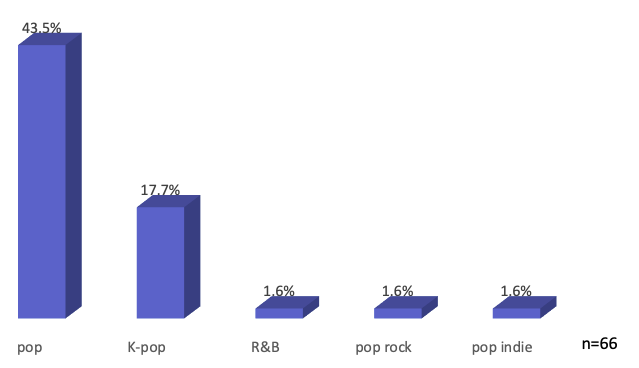 43.5%
17.7%
1.6% 1.6% 1.6%
pop K-pop R&B pop rock pop indie n=66